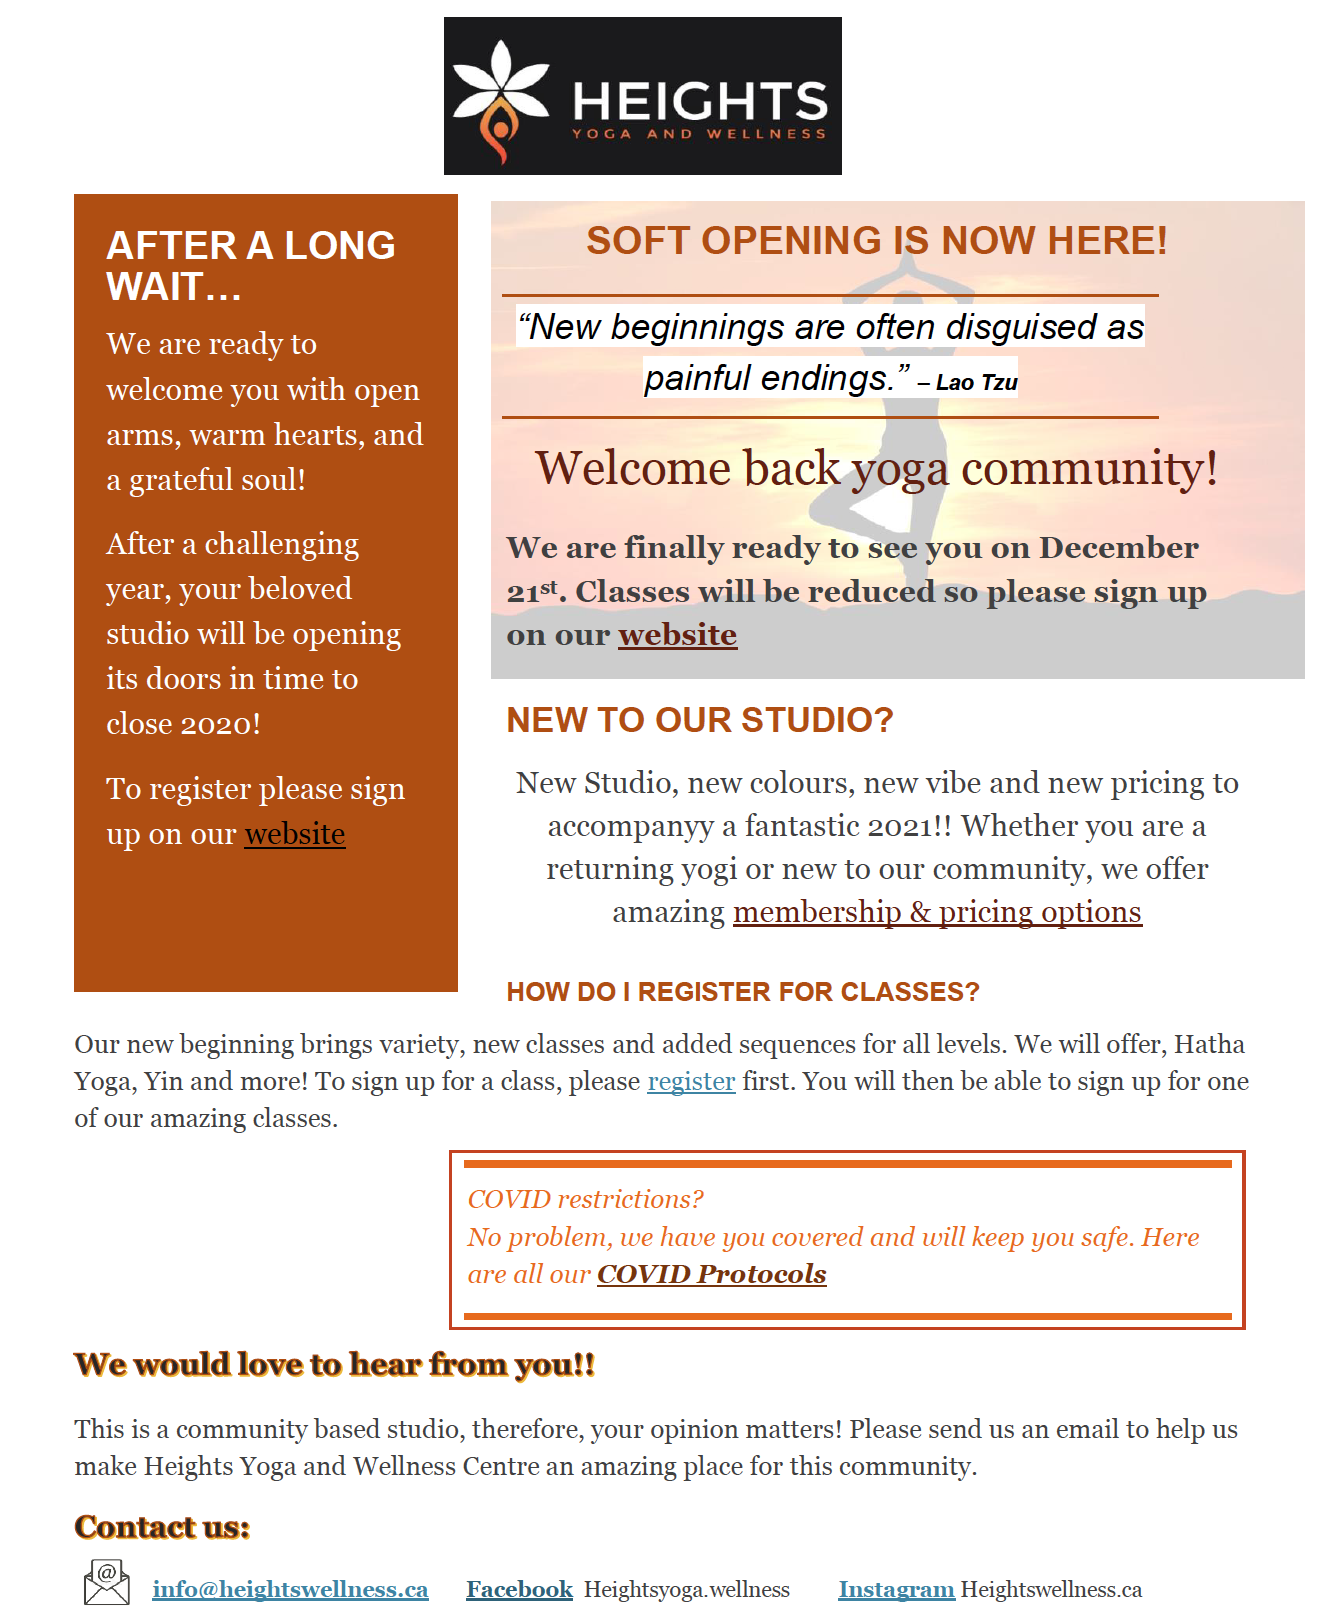 HEIGHTS
YOGA AND WELLNESS
AFTER A LONG
WAIT…
We are ready to
welcome you with open
arms, warm hearts, and
a grateful soul!
After a challenging
year, your beloved
studio will be opening
its doors in time to
close 2020!
To register please sign
up on our website
SOFT OPENING IS NOW HERE!
“New beginnings are often disguised as
painful endings.” – Lao Tzu
Welcome back yoga community!
We are finally ready to see you on December
21st. Classes will be reduced so please sign up
on our website
NEW TO OUR STUDIO?
New Studio, new colours, new vibe and new pricing to
accompanyy a fantastic 2021!! Whether you are a
returning yogi or new to our community, we offer
amazing membership & pricing options
HOW DO I REGISTER FOR CLASSES?
Our new beginning brings variety, new classes and added sequences for all levels. We will offer, Hatha
Yoga, Yin and more! To sign up for a class, please register first. You will then be able to sign up for one
of our amazing classes.
COVID restrictions?
No problem, we have you covered and will keep you safe. Here
are all our COVID Protocols
We would love to hear from you!!
This is a community based studio, therefore, your opinion matters! Please send us an email to help us
make Heights Yoga and Wellness Centre an amazing place for this community.
Contact us:
@ info@heightswellness.ca Facebook Heightsyoga.wellness Instagram Heightswellness.ca